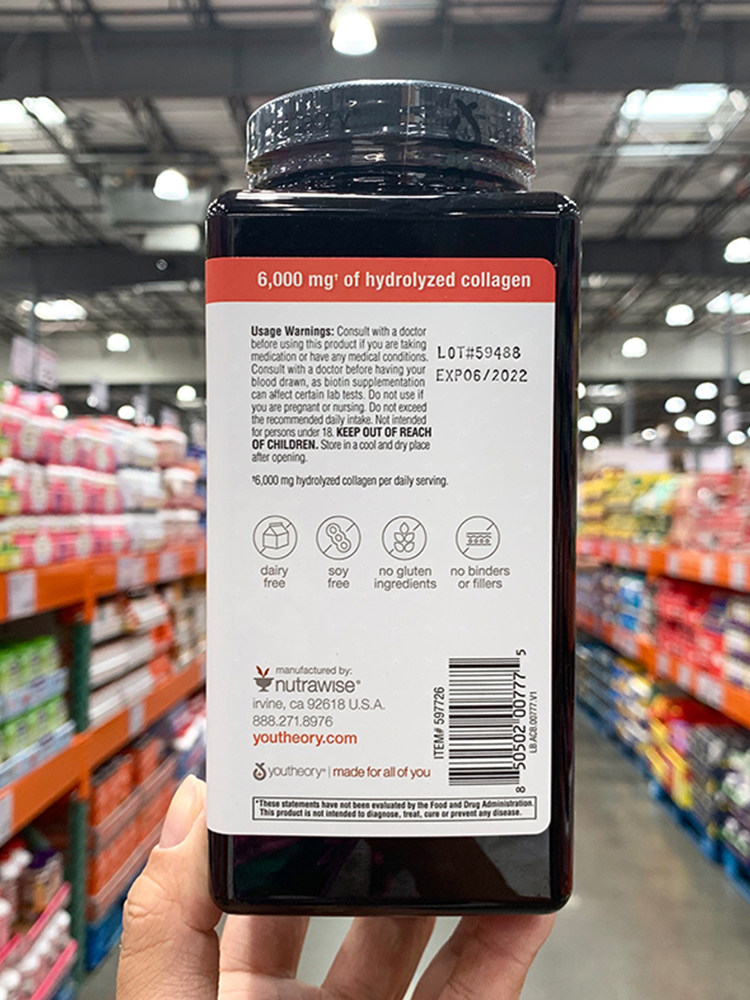 6,000 mg† of hydrolyzed collagen
Usage Warnings: Consult with a doctor
before using this product if you are taking
medication or have any medical conditions.
Consult with a doctor before having your
blood drawn, as biotin supplementation
can affect certain lab tests. Do not use if
you are pregnant or nursing. Do not exceed
the recommended daily intake. Not intended
for persons under 18. KEEP OUT OF REACH
OF CHILDREN. Store in a cool and dry place
after opening.
LOT#59488
EXP06/2022
†6,000 mg hydrolyzed collagen per daily serving.
dairy
free
soy
free
no gluten
ingredients
no binders
or fillers
manufactured by:
nutrawise®
irvine, ca 92618 U.S.A.
888.271.8976
youtheory.com
youtheory® | made for all of you
ITEM# 597726
8 50502 00777 5
LB.ACB.00777.V1
*These statements have not been evaluated by the Food and Drug Administration.
This product is not intended to diagnose, treat, cure or prevent any disease.